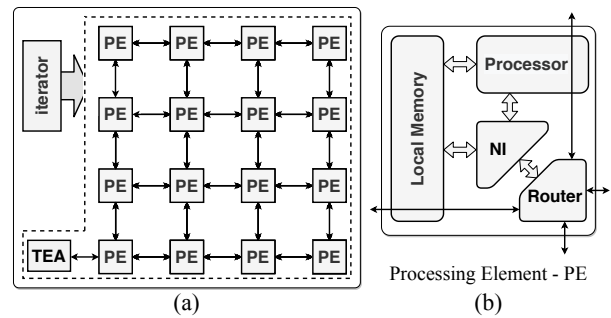 iterator
PE PE PE PE
PE PE PE PE
PE PE PE PE
TEA PE PE PE PE
(a)
Local Memory
Processor
NI
Router
Processing Element - PE
(b)